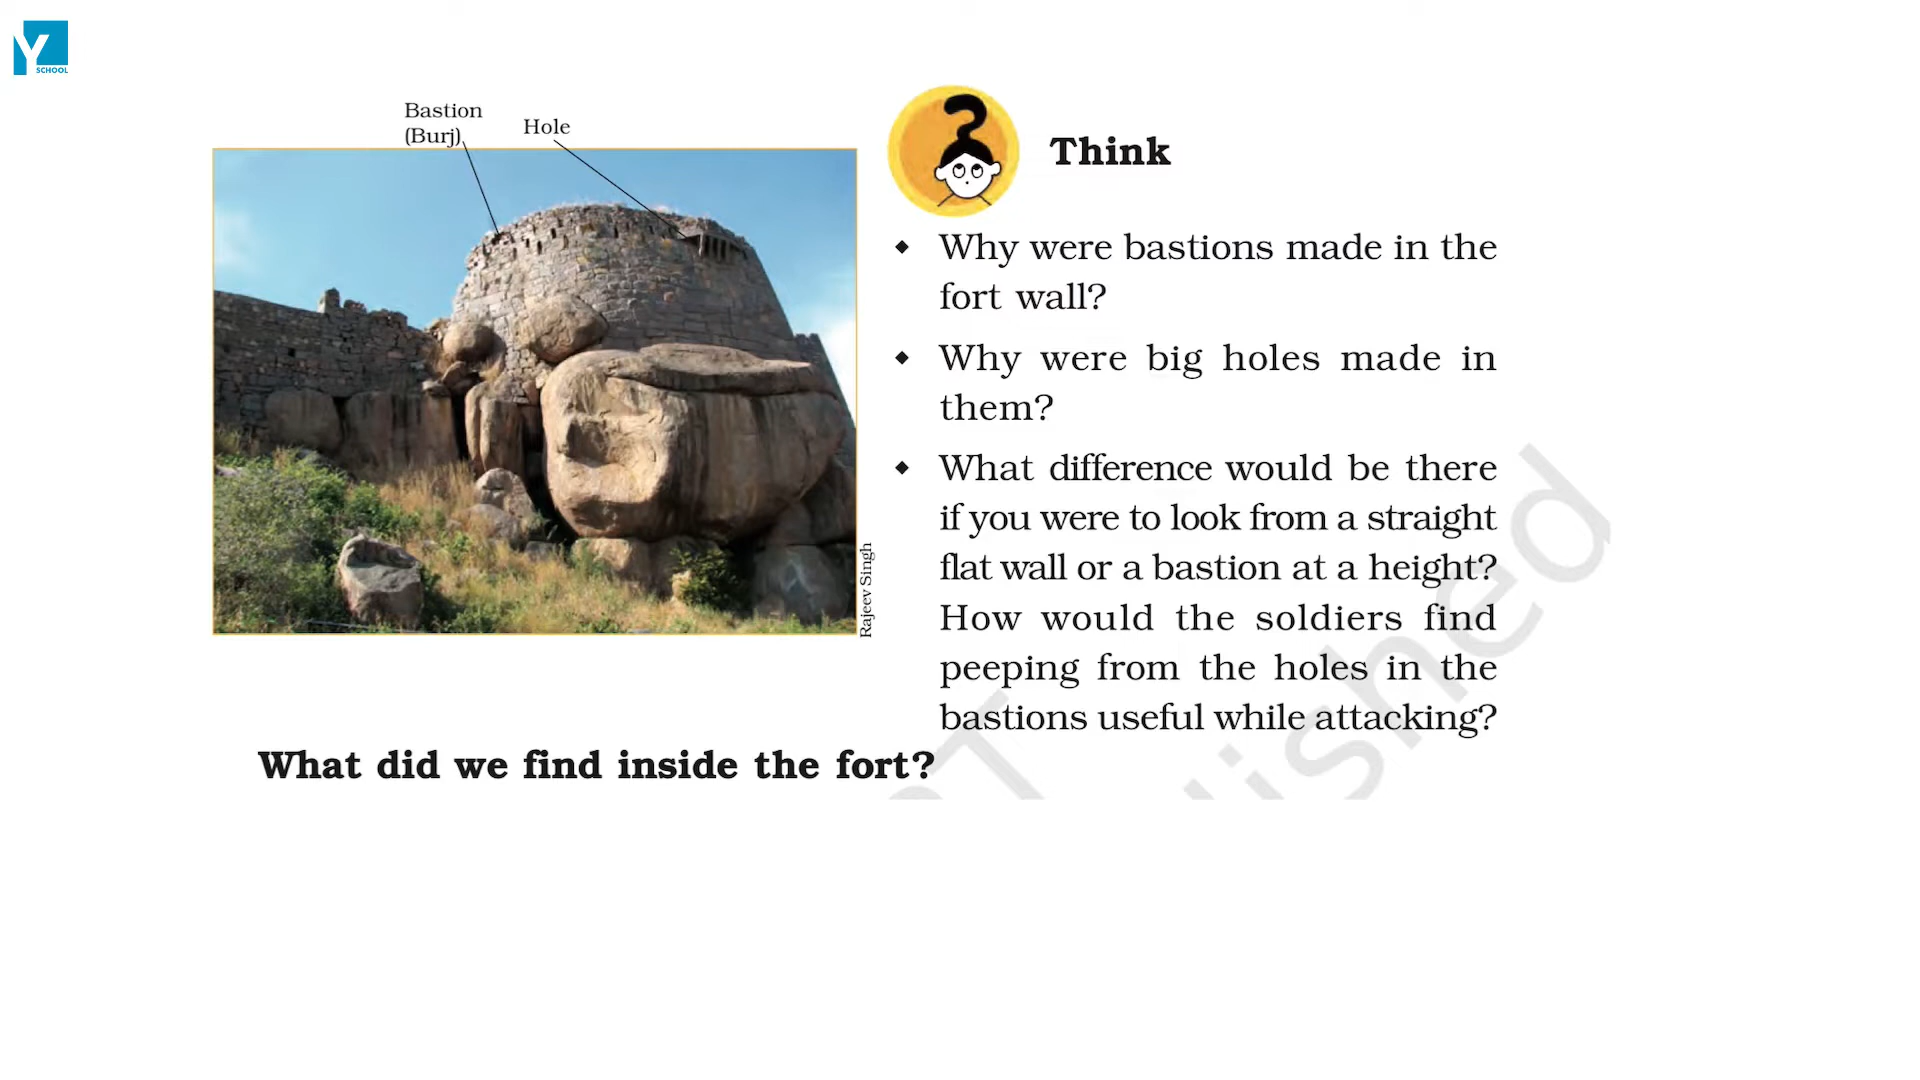 Y
SCHOOL
Bastion
(Burj)
Hole
Rajeev Singh
Think
Why were bastions made in the
fort wall?
Why were big holes made in
them?
What difference would be there
if you were to look from a straight
flat wall or a bastion at a height?
How would the soldiers find
peeping from the holes in the
bastions useful while attacking?
What did we find inside the fort?